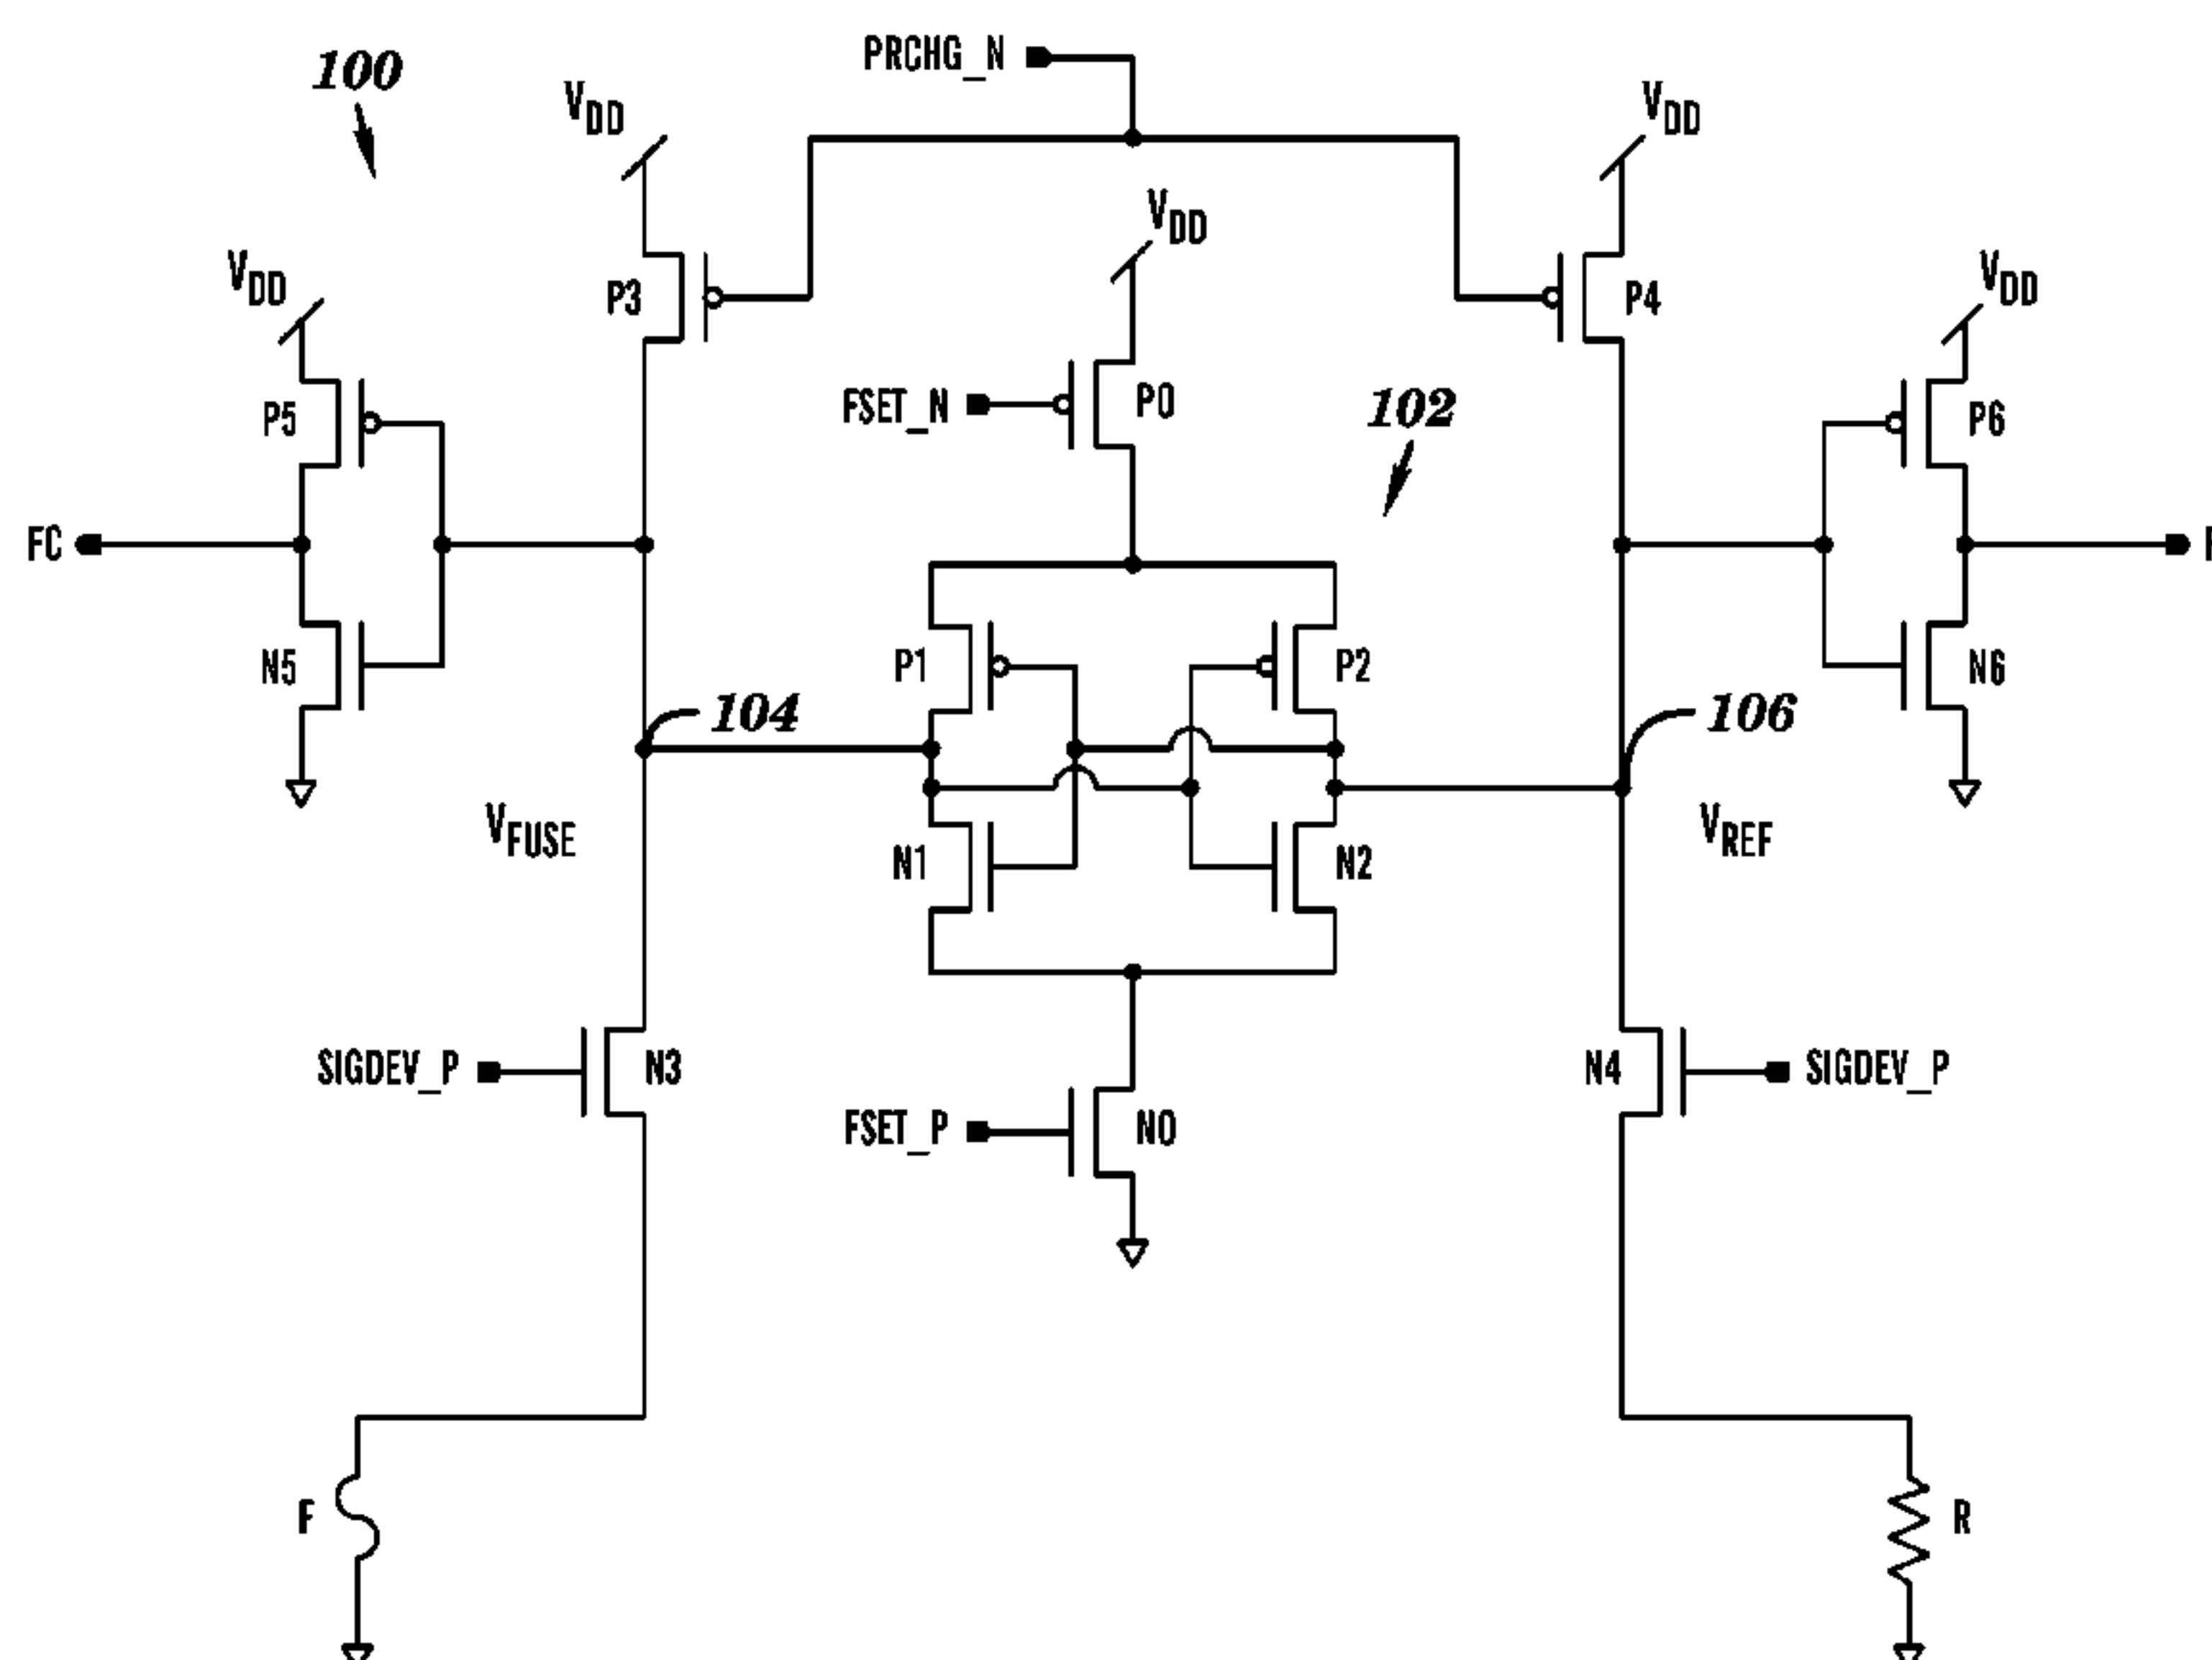 100
PRCHG_N
VDD
VDD
VDD
VDD
VDD
P3
P4
P5
FSET_N
P0
102
P6
FC
P1
P2
N5
N6
104
106
VFUSE
VREF
N1
N2
SIGDEV_P
N3
N4
SIGDEV_P
FSET_P
N0
F
R